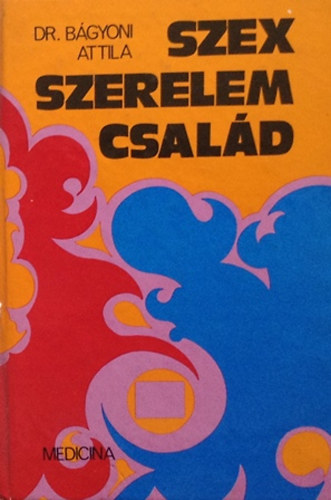 DR. BÁGYONI
ATTILA
SZEX
SZERELEM
CSALÁD
MEDICINA